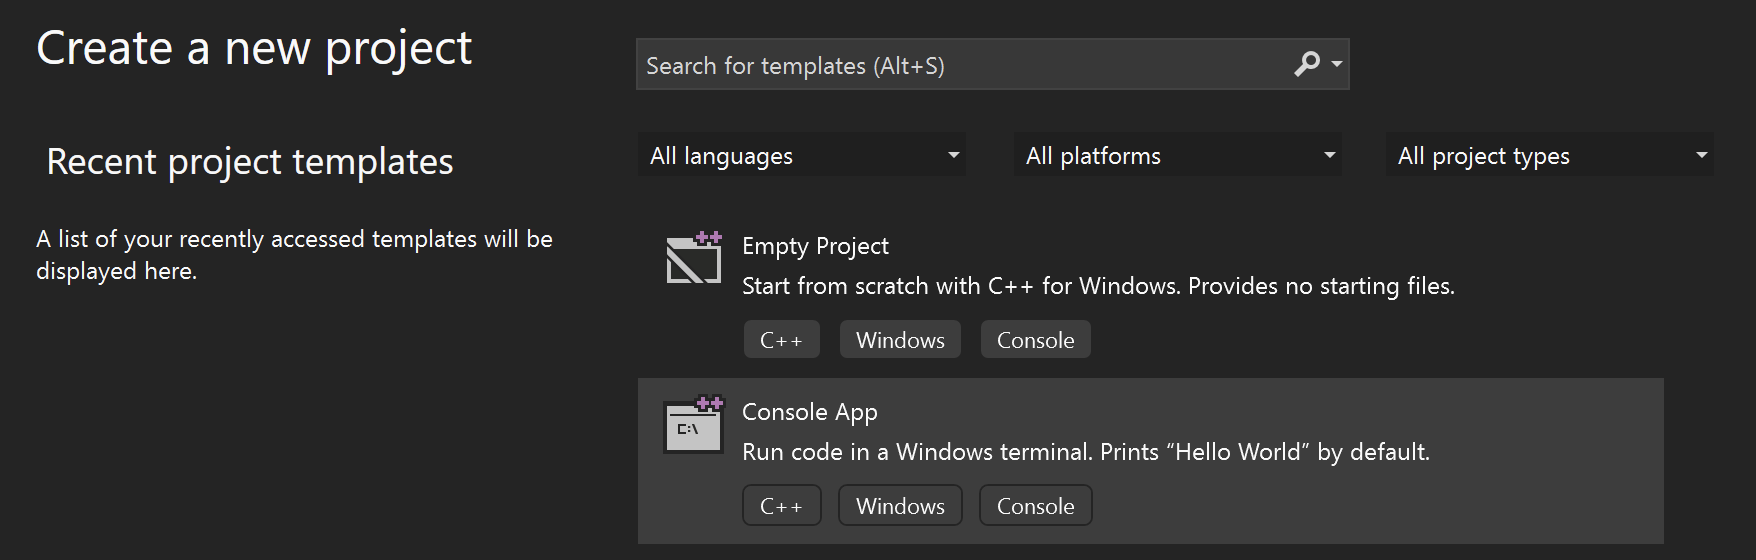 Create a new project
Search for templates (Alt+S)
Recent project templates
All languages
All platforms
All project types
A list of your recently accessed templates will be
displayed here.
Empty Project
Start from scratch with C++ for Windows. Provides no starting files.
C++
Windows
Console
C:\
Console App
Run code in a Windows terminal. Prints “Hello World” by default.
C++
Windows
Console